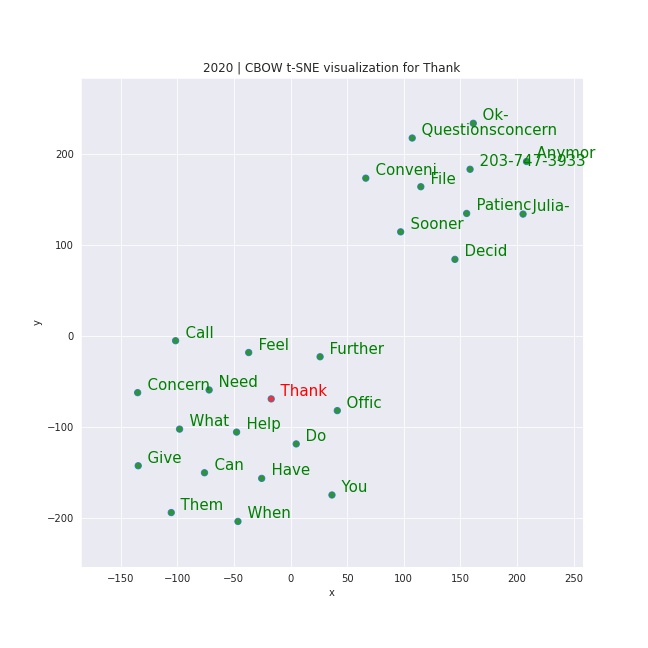 2020 | CBOW t-SNE visualization for Thank
Ok-
Questionsconcern
Anymor
203-747-3933
Conveni
File
Patienc
Julia-
Sooner
Decid
Call
Feel
Further
Concern
Need
Thank
Offic
What
Help
Do
Give
Can
Have
You
Them
When
200
100
0
−100
−200
y
−150
−100
−50
0
50
100
150
200
250
x